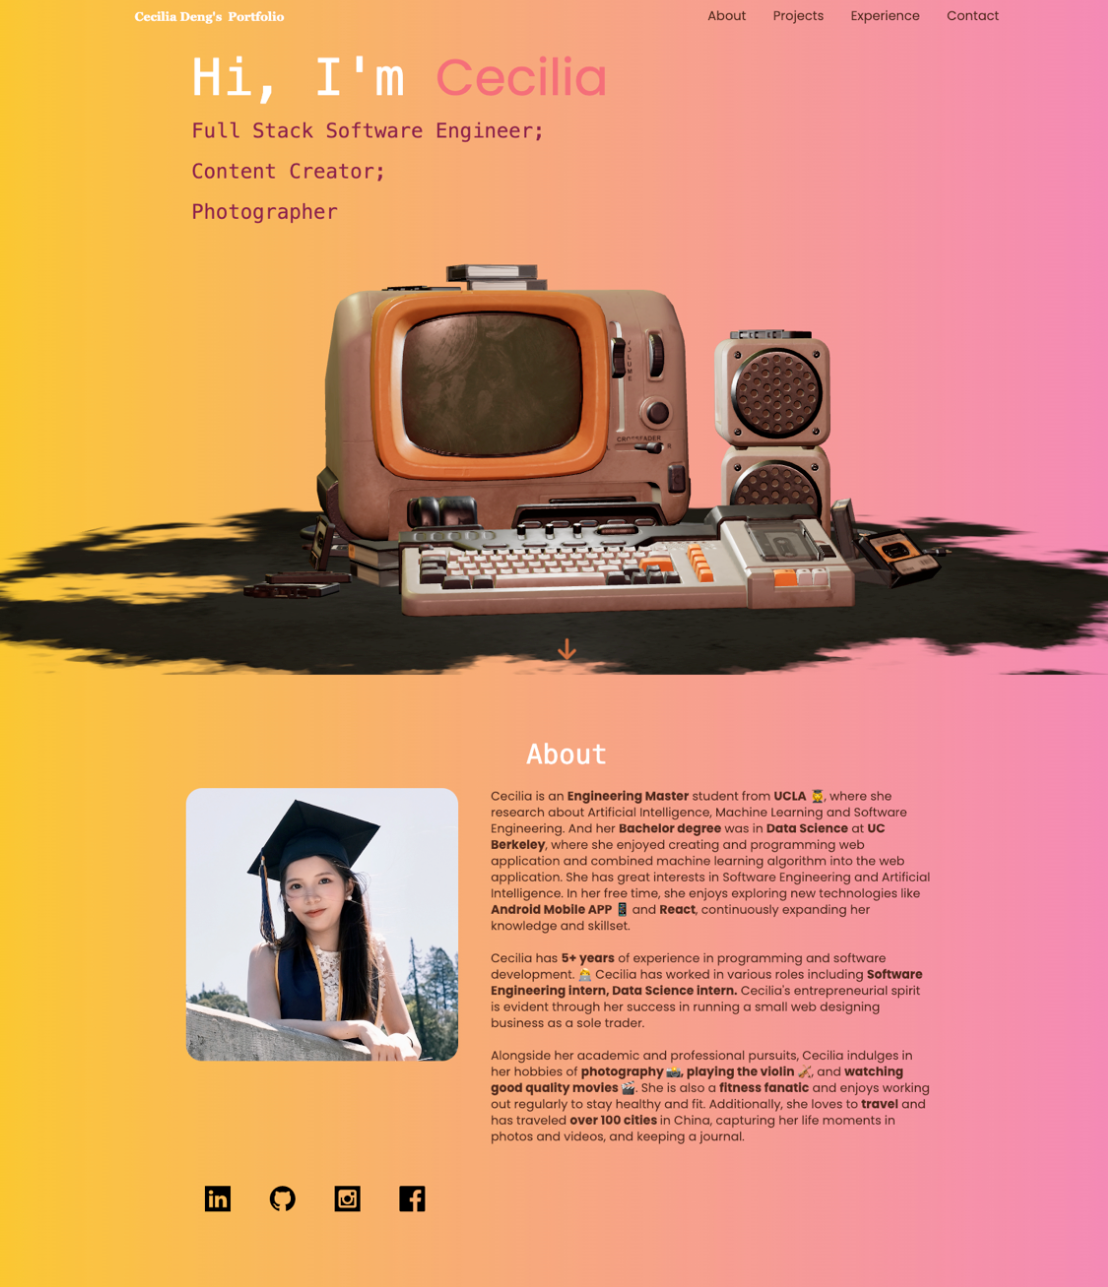 Cecilia Deng's Portfolio
About Projects Experience Contact
Hi, I'm Cecilia
Full Stack Software Engineer;
Content Creator;
Photographer
VOLUME
CROSFADER
R
About
Cecilia is an Engineering Master student from UCLA 👩‍🎓, where she
research about Artificial Intelligence, Machine Learning and Software
Engineering. And her Bachelor degree was in Data Science at UC
Berkeley, where she enjoyed creating and programming web
application and combined machine learning algorithm into the web
application. She has great interests in Software Engineering and Artificial
Intelligence. In her free time, she enjoys exploring new technologies like
Android Mobile APP 📱 and React, continuously expanding her
knowledge and skillset.
Cecilia has 5+ years of experience in programming and software
development. 👩‍💻 Cecilia has worked in various roles including Software
Engineering intern, Data Science intern. Cecilia's entrepreneurial spirit
is evident through her success in running a small web designing
business as a sole trader.
Alongside her academic and professional pursuits, Cecilia indulges in
her hobbies of photography 📸, playing the violin 🎻, and watching
good quality movies 🎬. She is also a fitness fanatic and enjoys working
out regularly to stay healthy and fit. Additionally, she loves to travel and
has traveled over 100 cities in China, capturing her life moments in
photos and videos, and keeping a journal.
in